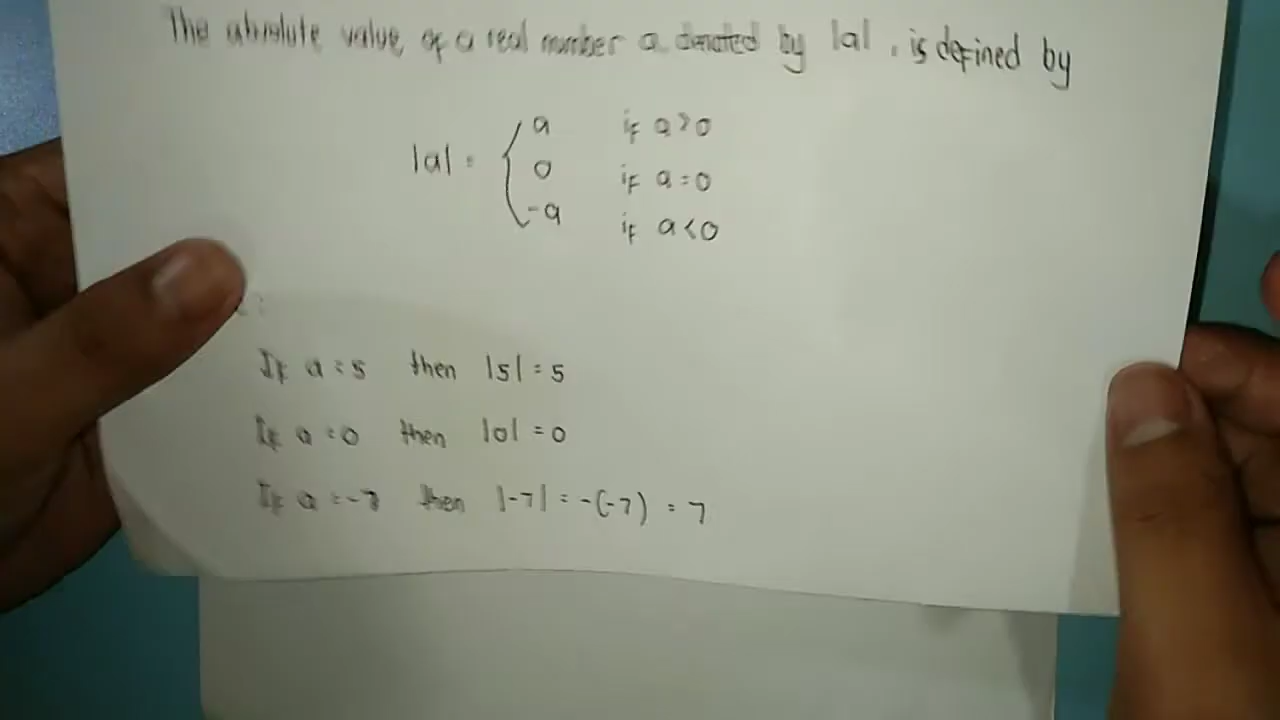 The absolute value, of a real number a denoted by |a|, is defined by
|a| = { a if a > 0
0 if a = 0
-a if a < 0
:
If a = 5 then |5| = 5
If a = 0 then |0| = 0
If a = -7 then |-7| = -(-7) = 7